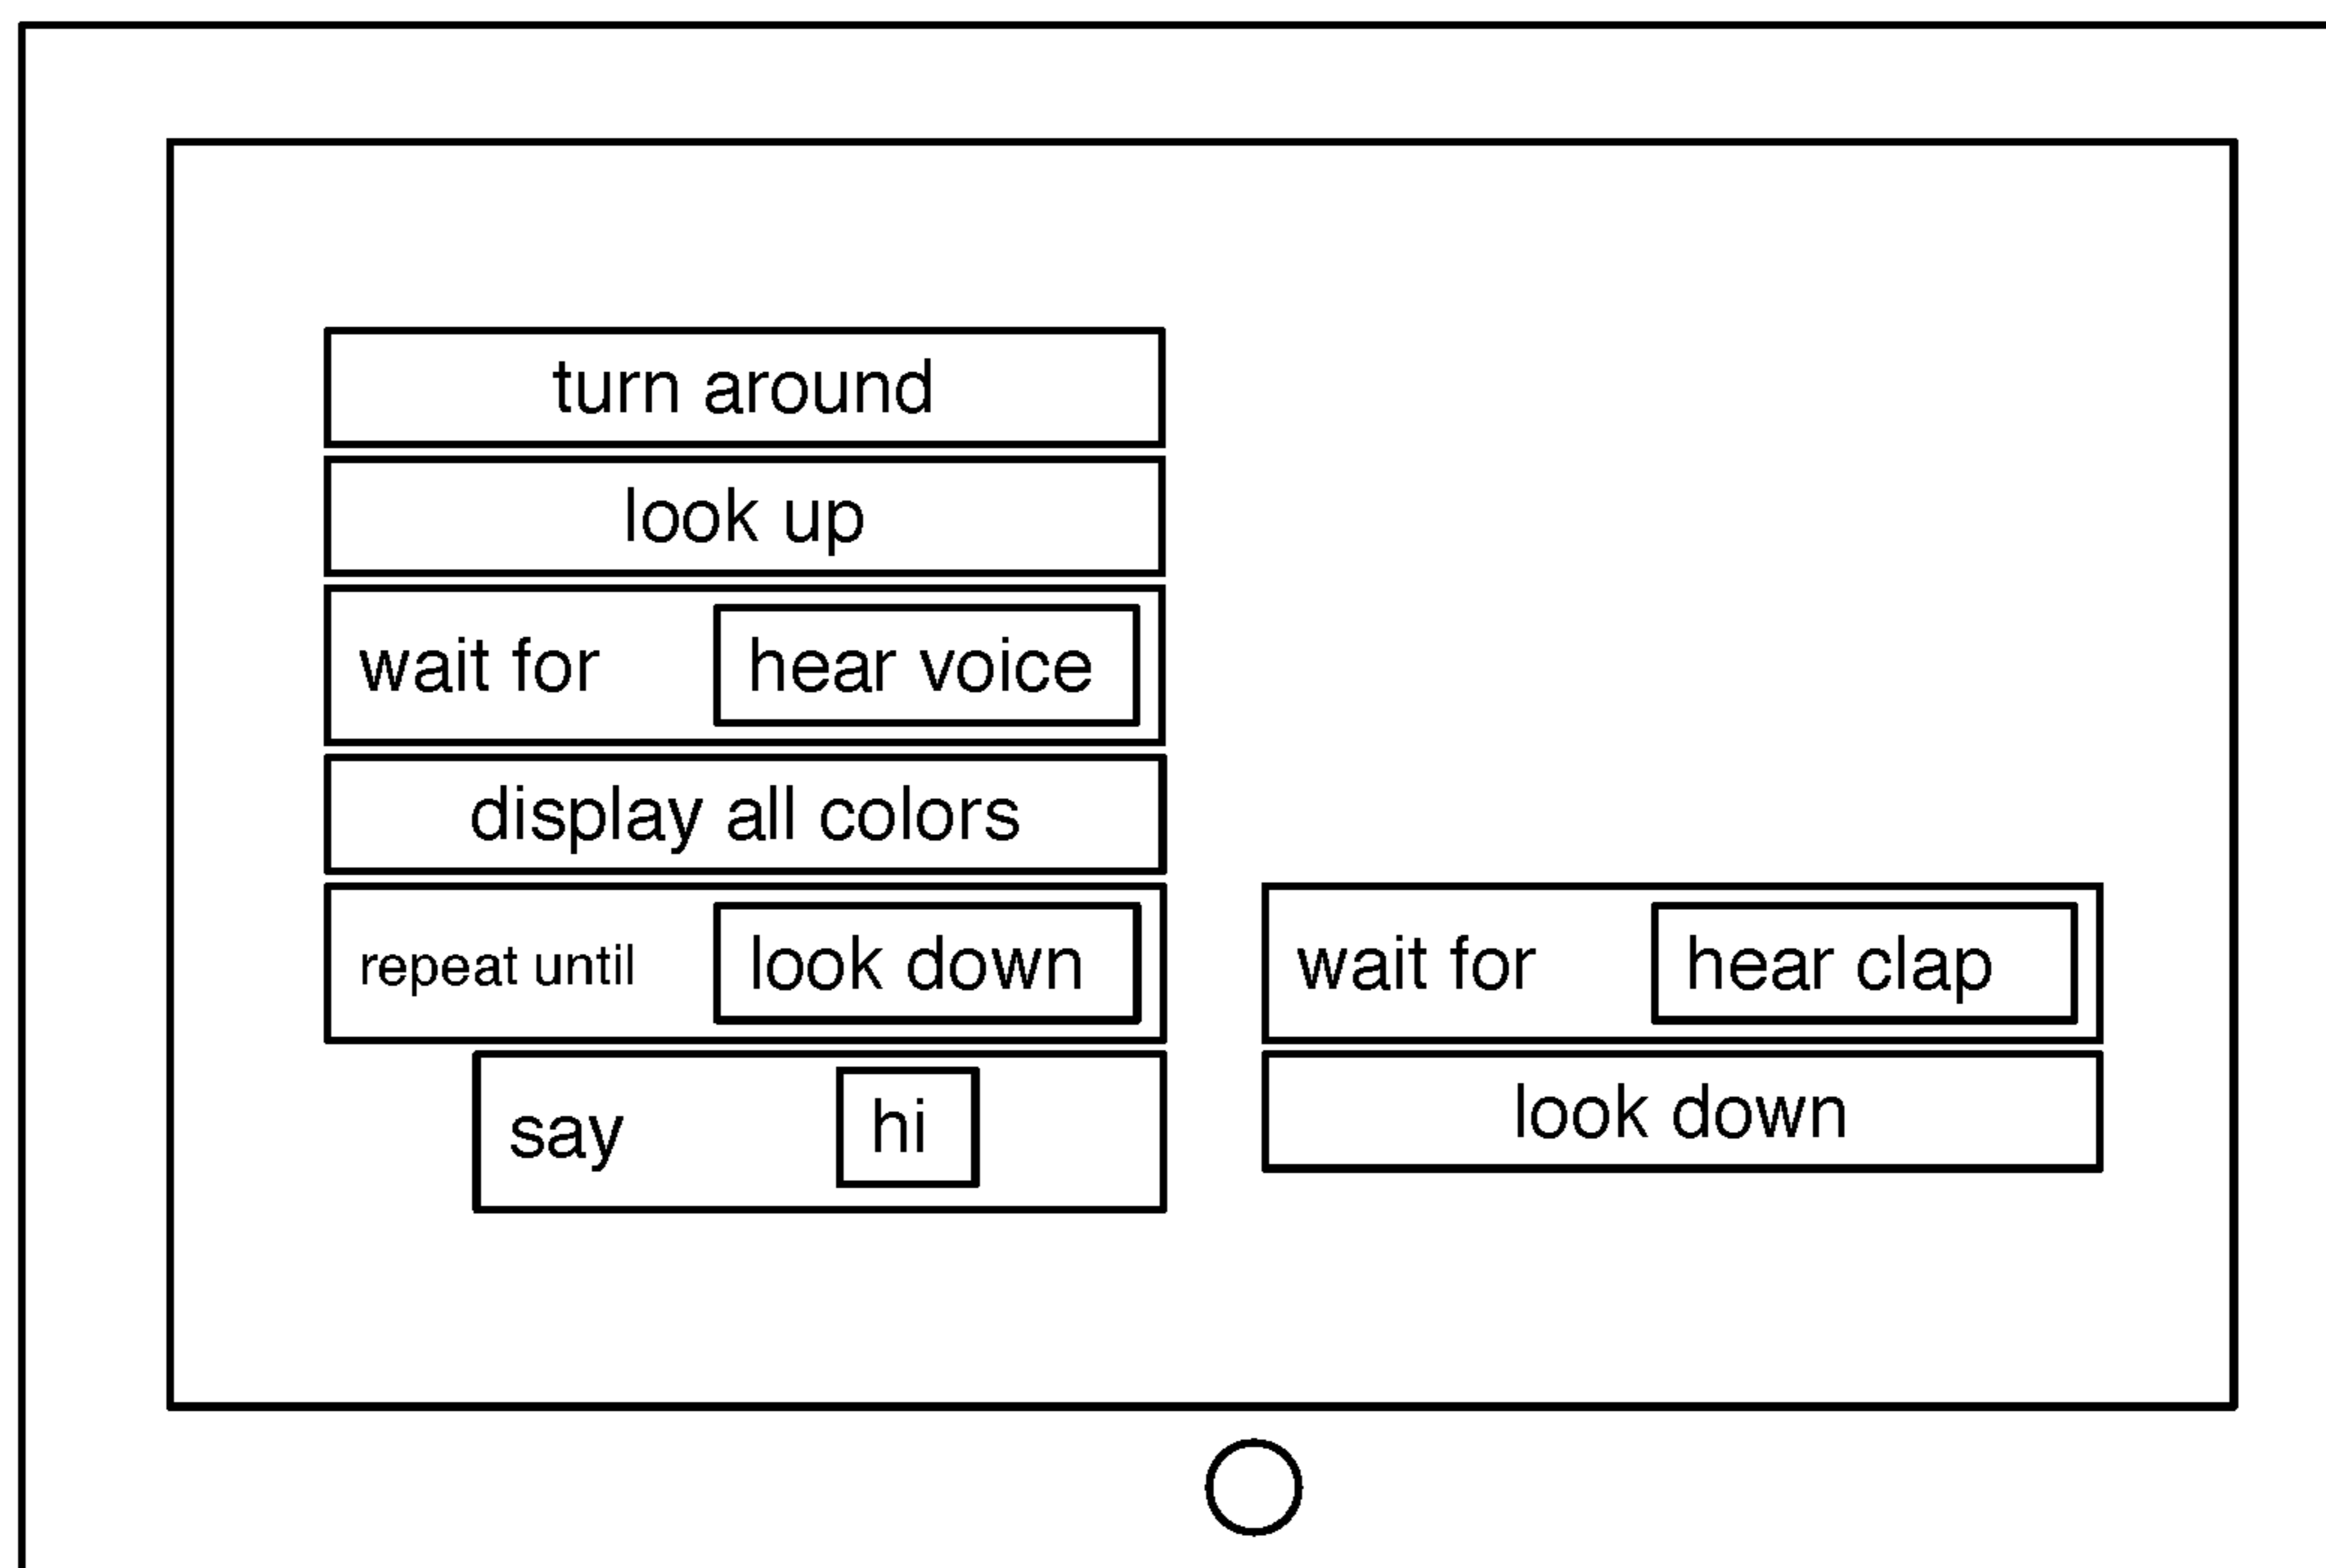 turn around
look up
wait for hear voice
display all colors
repeat until look down
say hi
wait for hear clap
look down